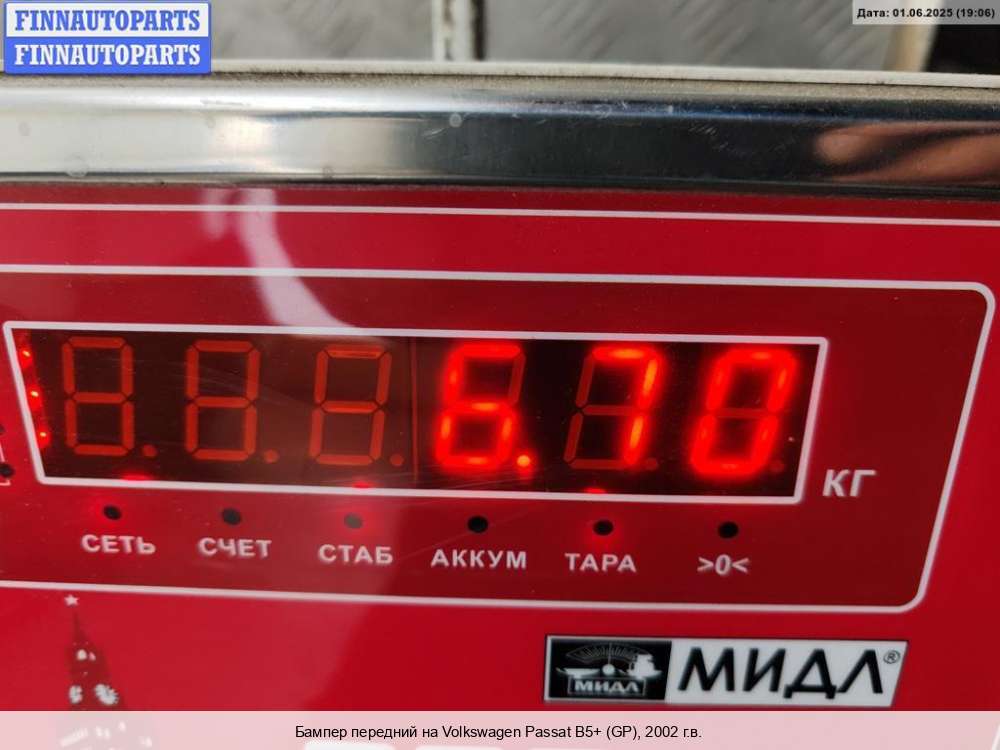 FINNAUTOPARTS
FINNAUTOPARTS
Дата: 01.06.2025 (19:06)
6.70
КГ
СЕТЬ СЧЕТ СТАБ АККУМ ТАРА >0<
МИДЛ МИДЛ®
Бампер передний на Volkswagen Passat B5+ (GP), 2002 г.в.